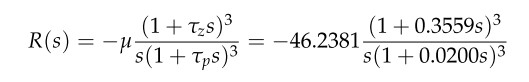 R(s) = −μ (1 + τ_z s)^3 / s(1 + τ_p s)^3 = −46.2381 (1 + 0.3559s)^3 / s(1 + 0.0200s)^3